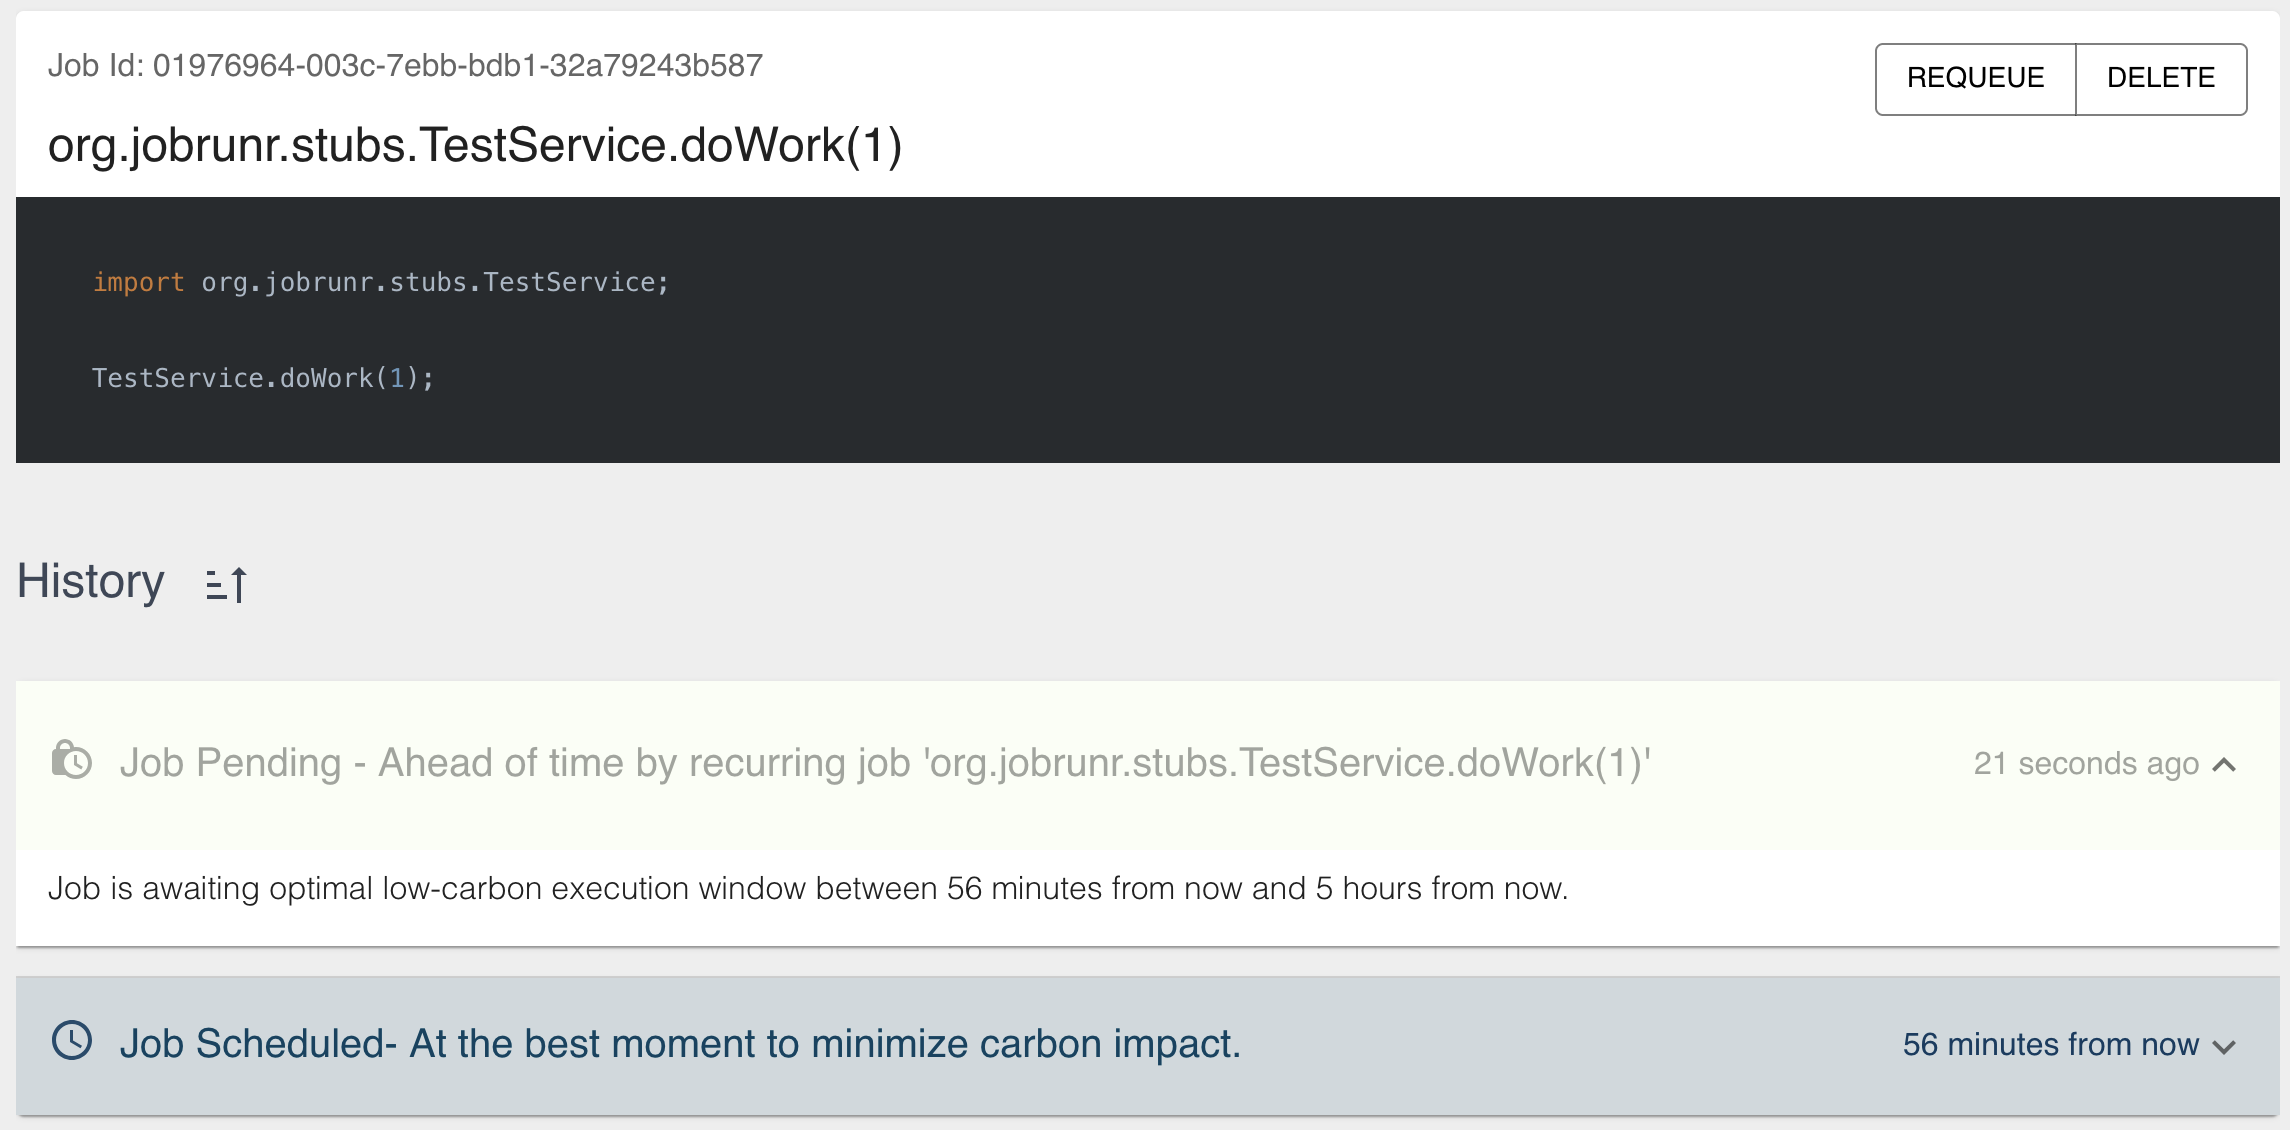 Job Id: 01976964-003c-7ebb-bdb1-32a79243b587
REQUEUE
DELETE
org.jobrunr.stubs.TestService.doWork(1)
import org.jobrunr.stubs.TestService;
TestService.doWork(1);
History
Job Pending - Ahead of time by recurring job 'org.jobrunr.stubs.TestService.doWork(1)'
21 seconds ago
Job is awaiting optimal low-carbon execution window between 56 minutes from now and 5 hours from now.
Job Scheduled- At the best moment to minimize carbon impact.
56 minutes from now